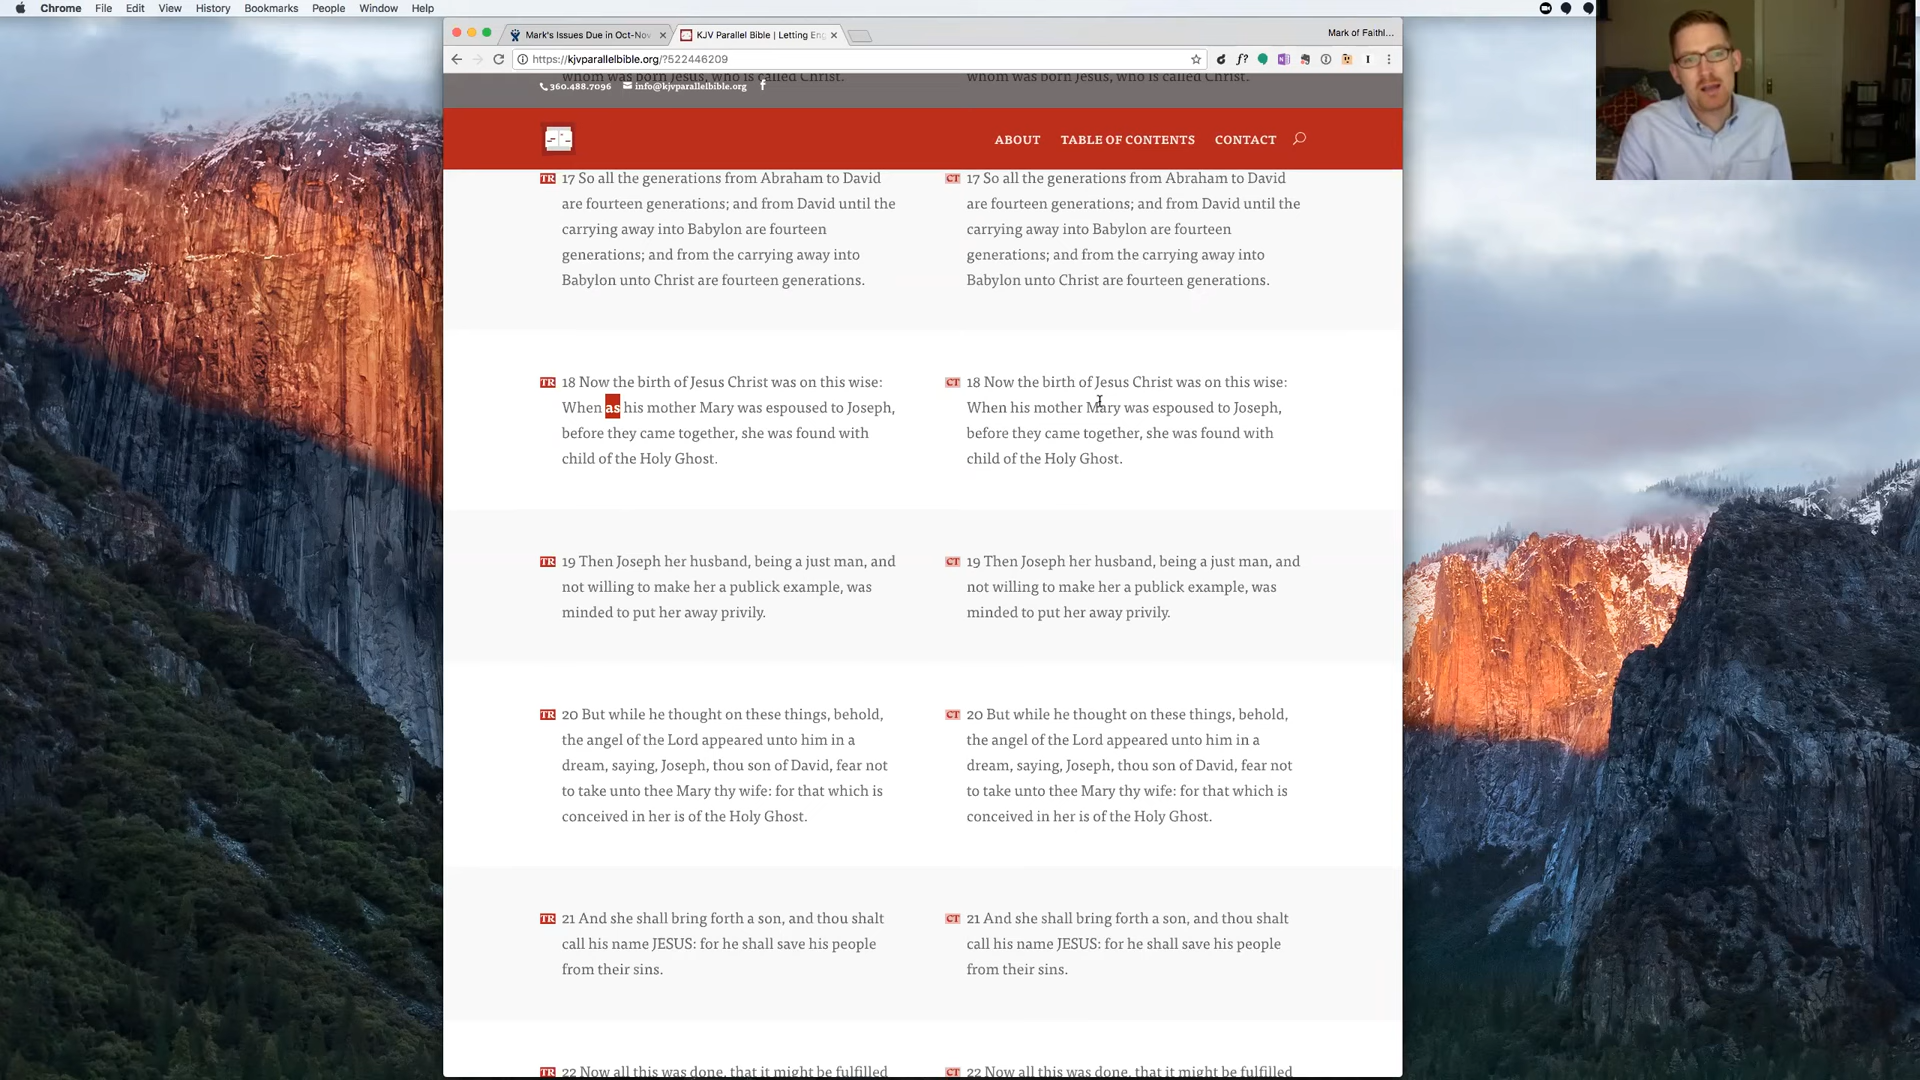 Chrome File Edit View History Bookmarks People Window Help
Mark's Issues Due in Oct-Nov
KJV Parallel Bible | Letting Eng
Mark of Faithl...
https://kjvparallelbible.org/?522446209
whom was born Jesus, who is called Christ.
whom was born Jesus, who is called Christ.
360.488.7096 info@kjvparallelbible.org f
ABOUT TABLE OF CONTENTS CONTACT
TR 17 So all the generations from Abraham to David
are fourteen generations; and from David until the
carrying away into Babylon are fourteen
generations; and from the carrying away into
Babylon unto Christ are fourteen generations.
CT 17 So all the generations from Abraham to David
are fourteen generations; and from David until the
carrying away into Babylon are fourteen
generations; and from the carrying away into
Babylon unto Christ are fourteen generations.
TR 18 Now the birth of Jesus Christ was on this wise:
When as his mother Mary was espoused to Joseph,
before they came together, she was found with
child of the Holy Ghost.
CT 18 Now the birth of Jesus Christ was on this wise:
When his mother Mary was espoused to Joseph,
before they came together, she was found with
child of the Holy Ghost.
TR 19 Then Joseph her husband, being a just man, and
not willing to make her a publick example, was
minded to put her away privily.
CT 19 Then Joseph her husband, being a just man, and
not willing to make her a publick example, was
minded to put her away privily.
TR 20 But while he thought on these things, behold,
the angel of the Lord appeared unto him in a
dream, saying, Joseph, thou son of David, fear not
to take unto thee Mary thy wife: for that which is
conceived in her is of the Holy Ghost.
CT 20 But while he thought on these things, behold,
the angel of the Lord appeared unto him in a
dream, saying, Joseph, thou son of David, fear not
to take unto thee Mary thy wife: for that which is
conceived in her is of the Holy Ghost.
TR 21 And she shall bring forth a son, and thou shalt
call his name JESUS: for he shall save his people
from their sins.
CT 21 And she shall bring forth a son, and thou shalt
call his name JESUS: for he shall save his people
from their sins.
TR 22 Now all this was done, that it might be fulfilled
CT 22 Now all this was done, that it might be fulfilled